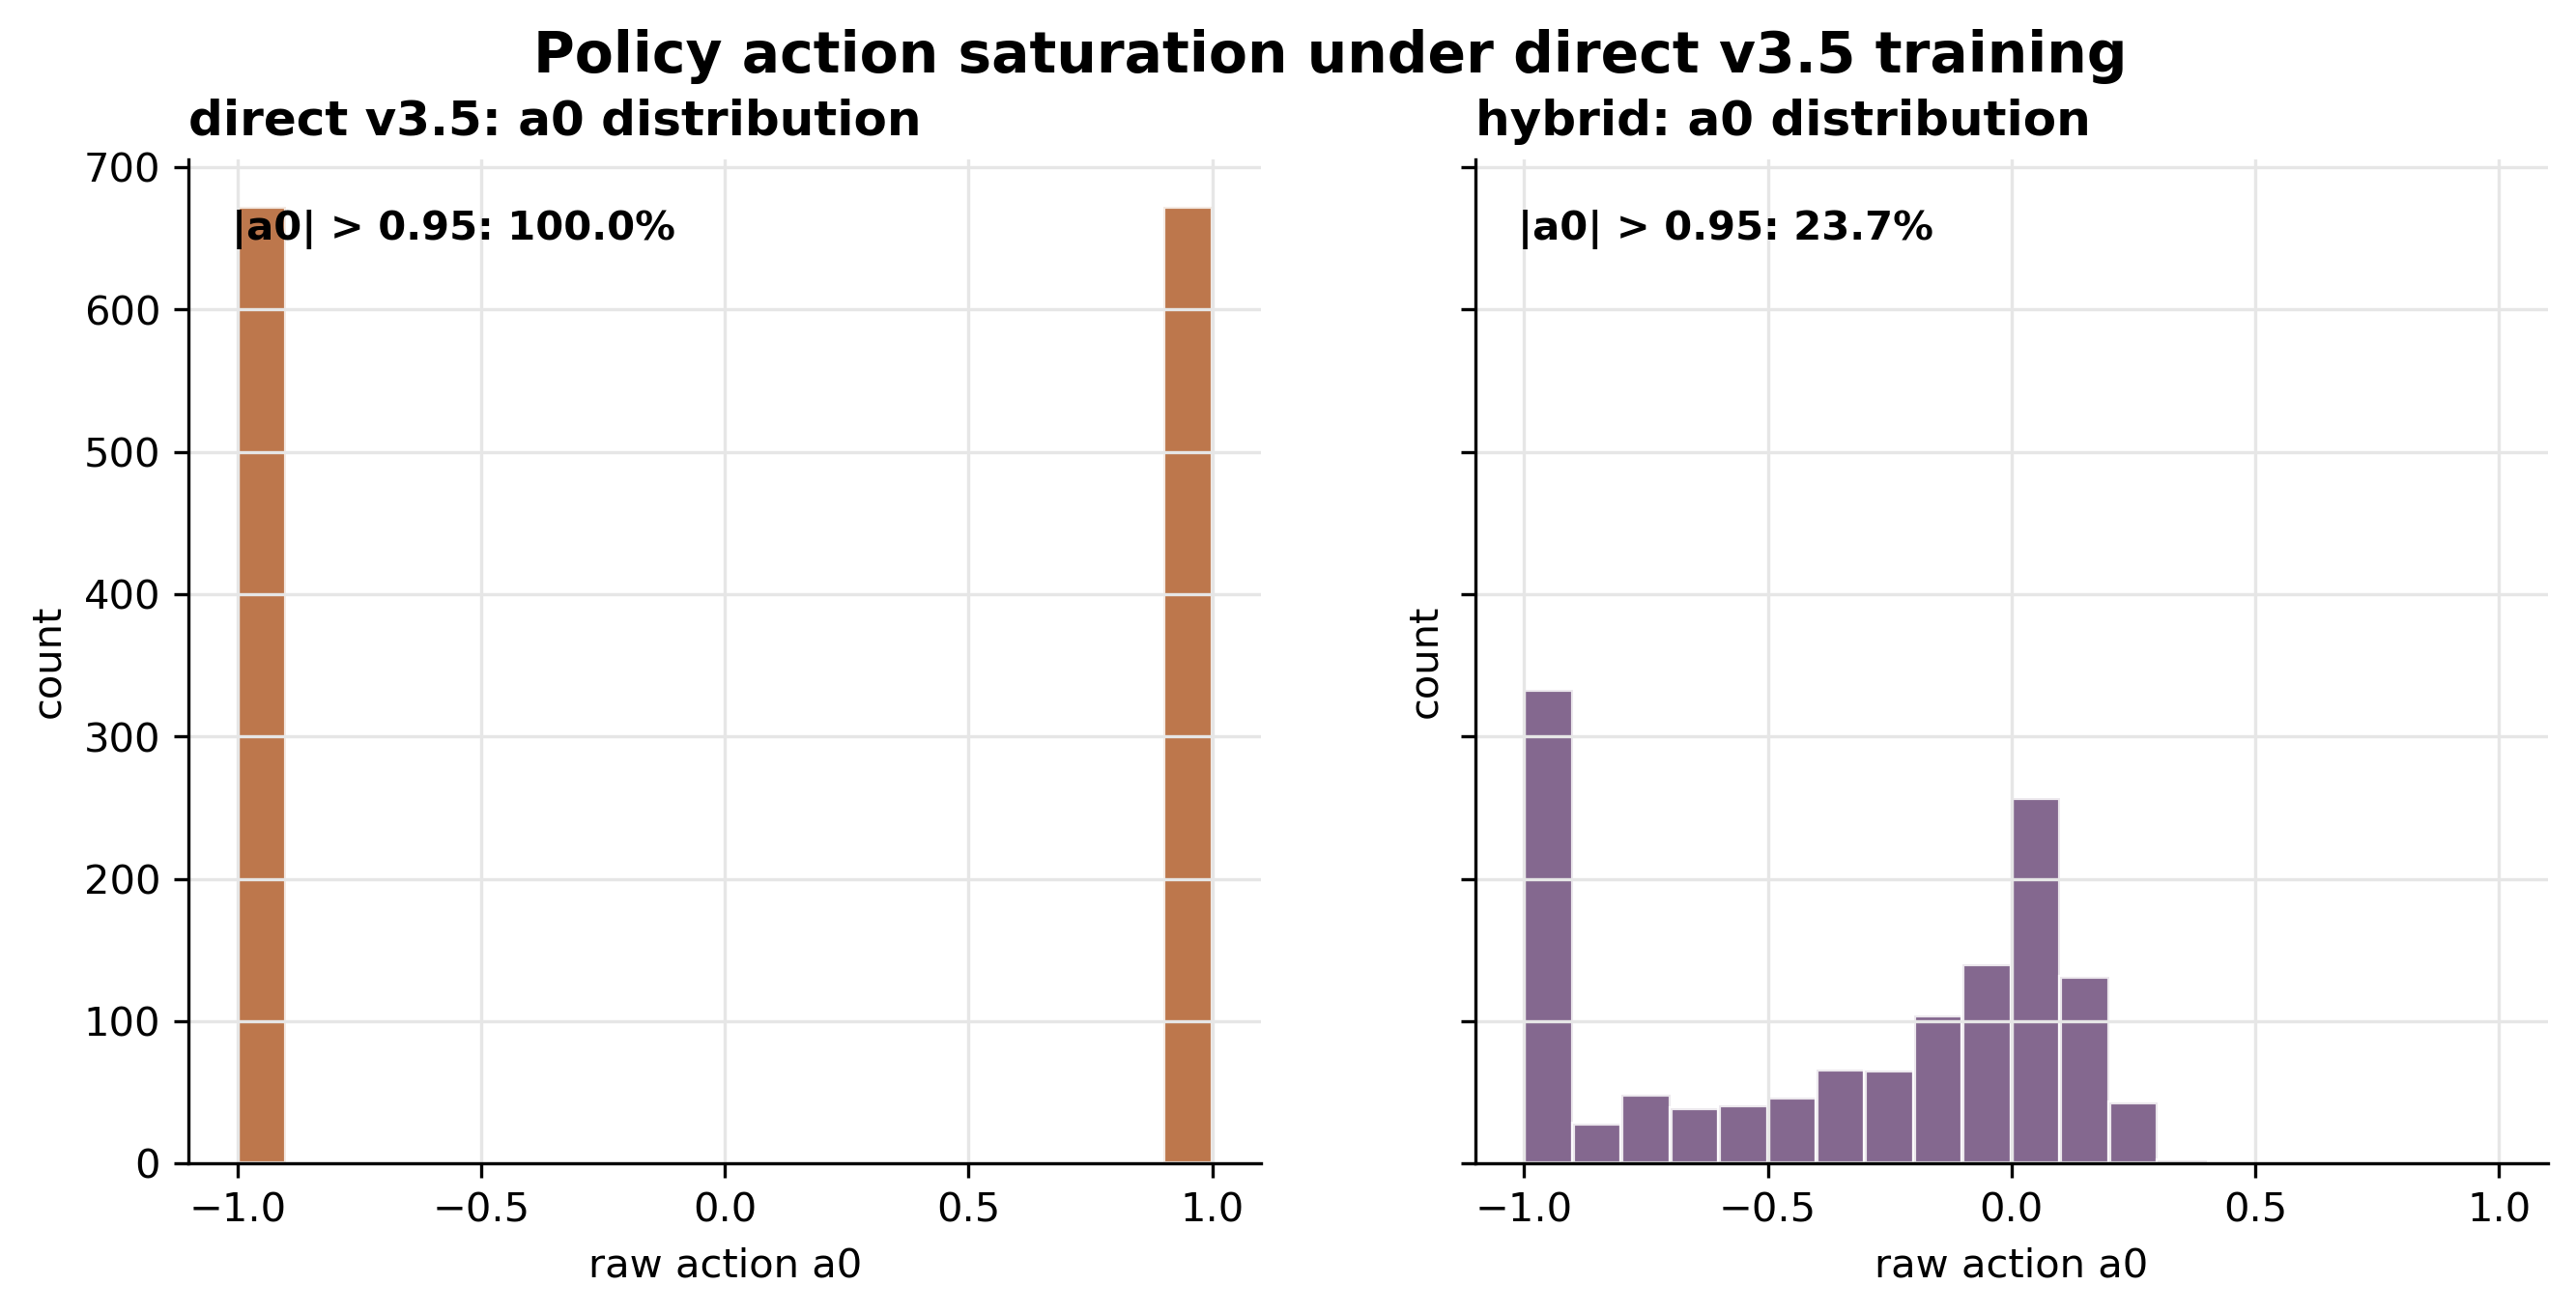 Policy action saturation under direct v3.5 training
direct v3.5: a0 distribution
|a0| > 0.95: 100.0%
700
600
500
400
300
200
100
0
count
−1.0 −0.5 0.0 0.5 1.0
raw action a0
hybrid: a0 distribution
|a0| > 0.95: 23.7%
count
−1.0 −0.5 0.0 0.5 1.0
raw action a0